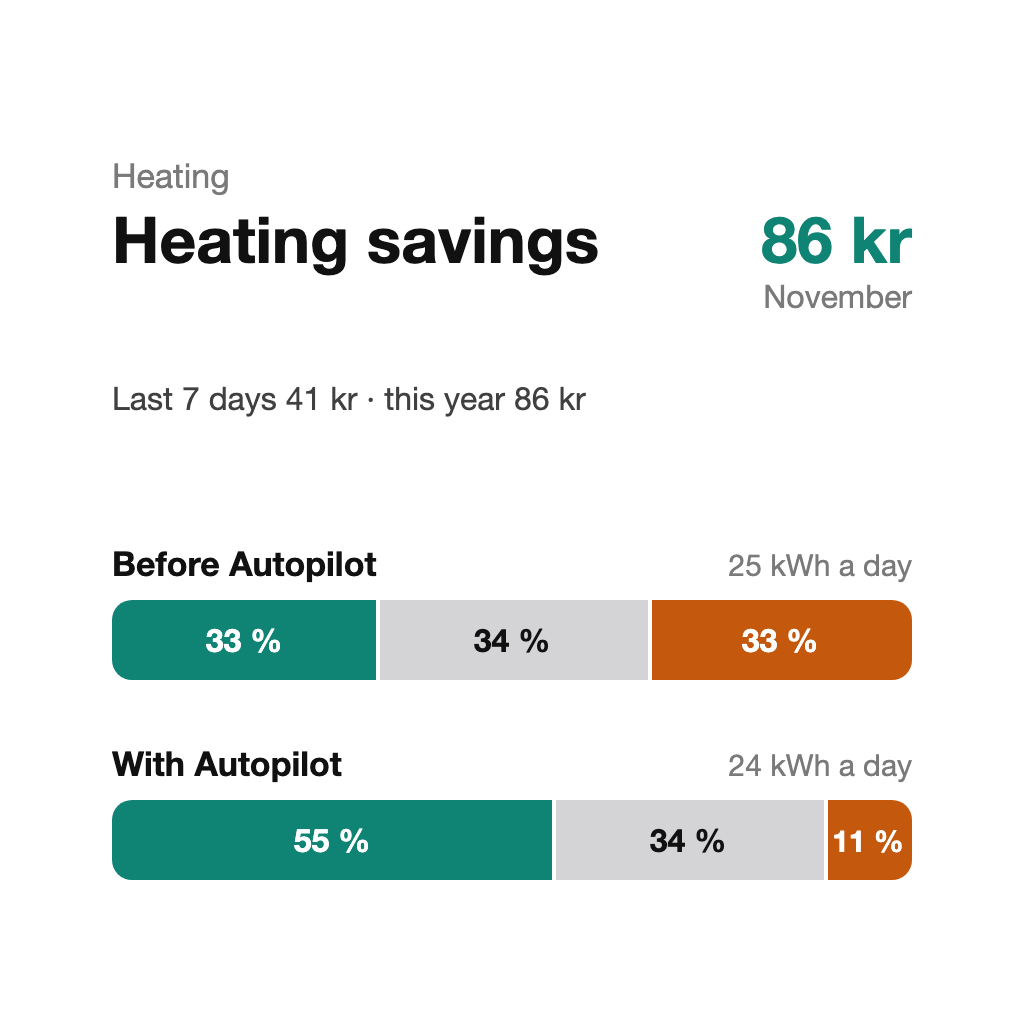 Heating
Heating savings
86 kr
November
Last 7 days 41 kr · this year 86 kr
Before Autopilot
25 kWh a day
33 %
34 %
33 %
With Autopilot
24 kWh a day
55 %
34 %
11 %